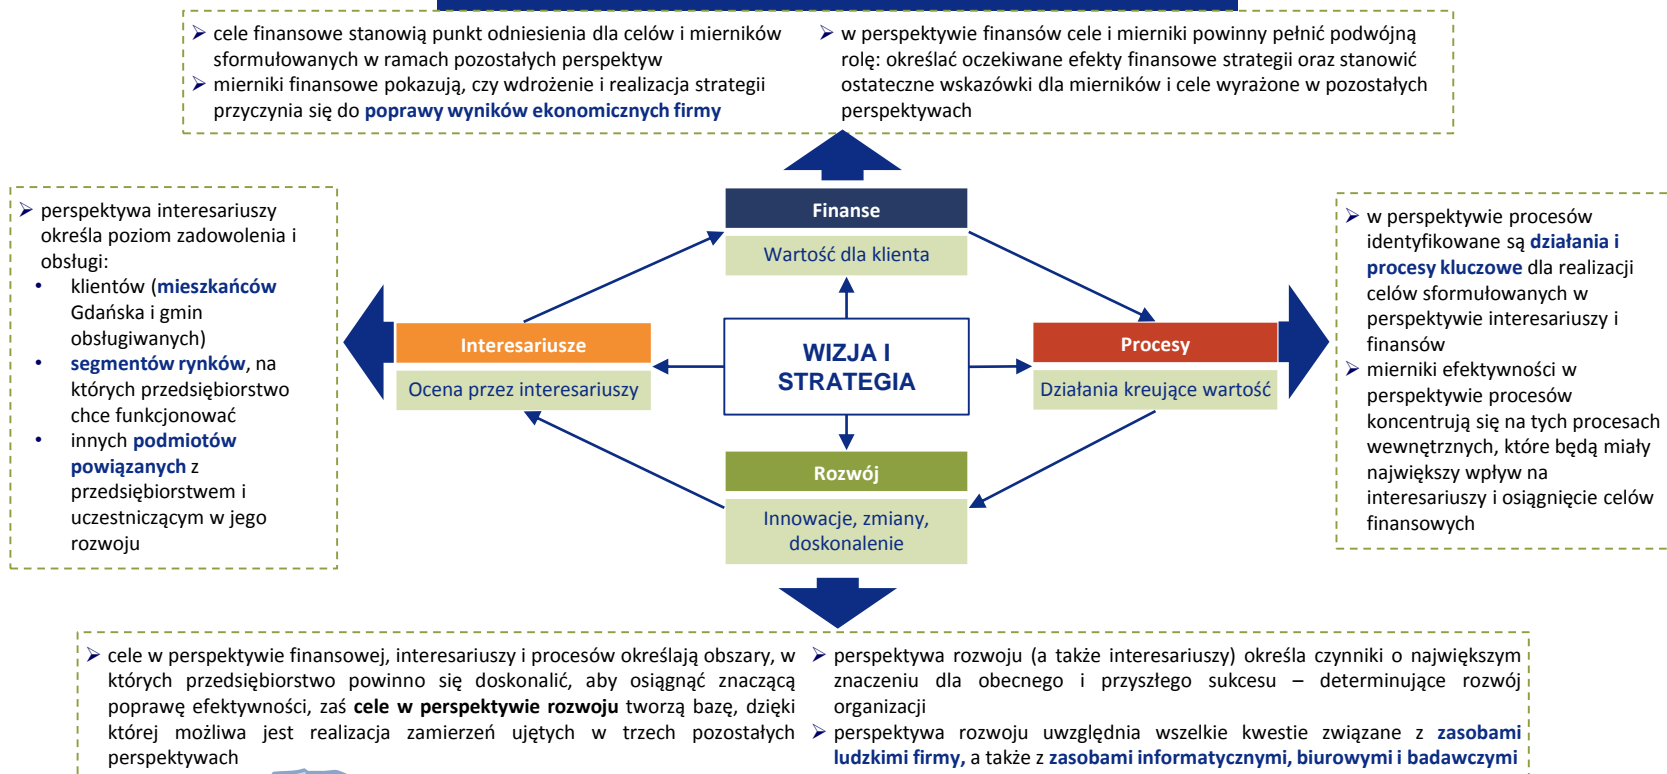 ➢ cele finansowe stanowią punkt odniesienia dla celów i mierników
sformułowanych w ramach pozostałych perspektyw
➢ mierniki finansowe pokazują, czy wdrożenie i realizacja strategii
przyczynia się do poprawy wyników ekonomicznych firmy
➢ w perspektywie finansów cele i mierniki powinny pełnić podwójną
rolę: określać oczekiwane efekty finansowe strategii oraz stanowić
ostateczne wskazówki dla mierników i cele wyrażone w pozostałych
perspektywach
➢ perspektywa interesariuszy
określa poziom zadowolenia i
obsługi:
• klientów (mieszkańców
Gdańska i gmin
obsługiwanych)
• segmentów rynków, na
których przedsiębiorstwo
chce funkcjonować
• innych podmiotów
powiązanych z
przedsiębiorstwem i
uczestniczącym w jego
rozwoju
Finanse
Wartość dla klienta
Interesariusze
Ocena przez interesariuszy
WIZJA I
STRATEGIA
Procesy
Działania kreujące wartość
Rozwój
Innowacje, zmiany,
doskonalenie
➢ w perspektywie procesów
identyfikowane są działania i
procesy kluczowe dla realizacji
celów sformułowanych w
perspektywie interesariuszy i
finansów
➢ mierniki efektywności w
perspektywie procesów
koncentrują się na tych procesach
wewnętrznych, które będą miały
największy wpływ na
interesariuszy i osiągnięcie celów
finansowych
➢ cele w perspektywie finansowej, interesariuszy i procesów określają obszary, w
których przedsiębiorstwo powinno się doskonalić, aby osiągnąć znaczącą
poprawę efektywności, zaś cele w perspektywie rozwoju tworzą bazę, dzięki
której możliwa jest realizacja zamierzeń ujętych w trzech pozostałych
perspektywach
➢ perspektywa rozwoju (a także interesariuszy) określa czynniki o największym
znaczeniu dla obecnego i przyszłego sukcesu – determinujące rozwój
organizacji
➢ perspektywa rozwoju uwzględnia wszelkie kwestie związane z zasobami
ludzkimi firmy, a także z zasobami informatycznymi, biurowymi i badawczymi